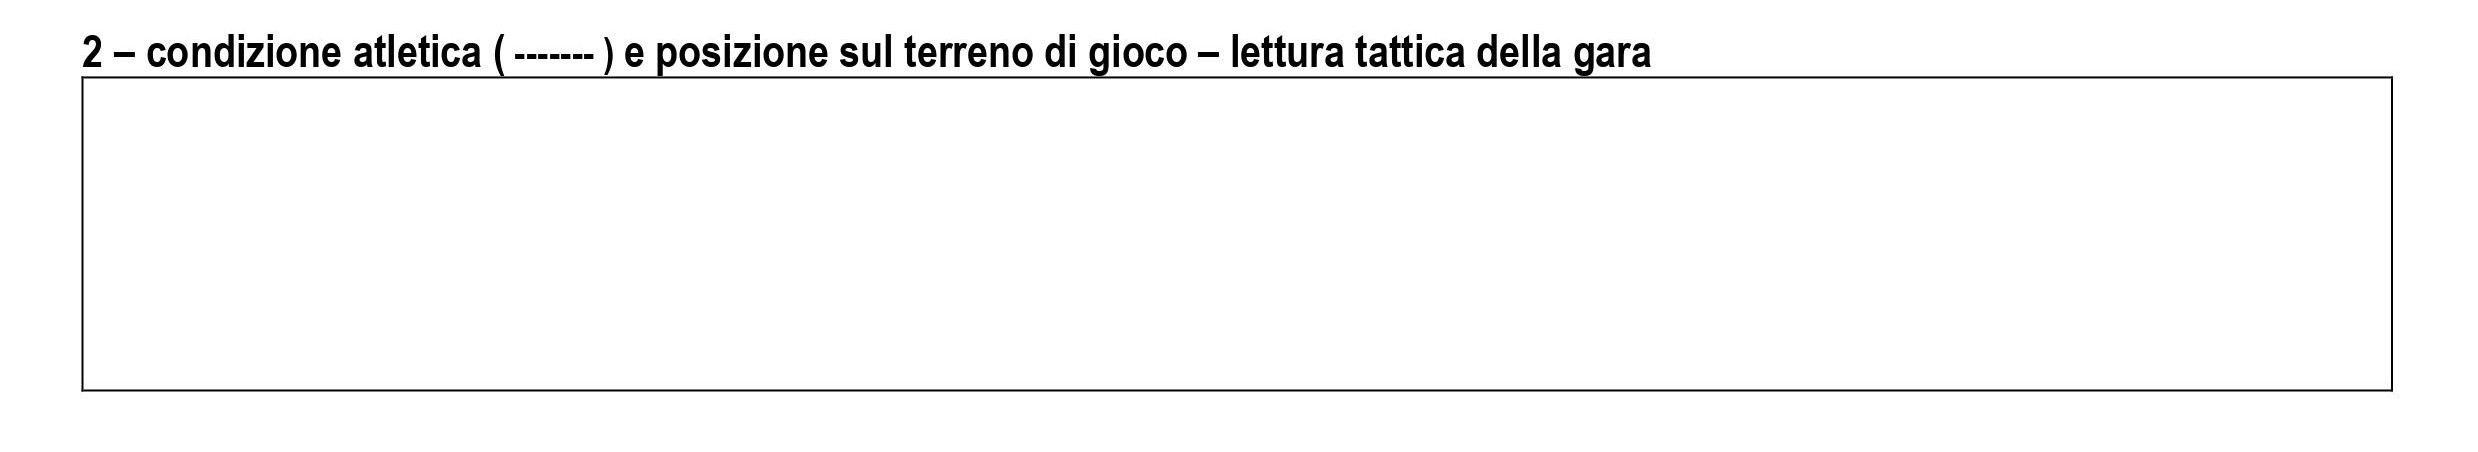 2 – condizione atletica ( ------- ) e posizione sul terreno di gioco – lettura tattica della gara